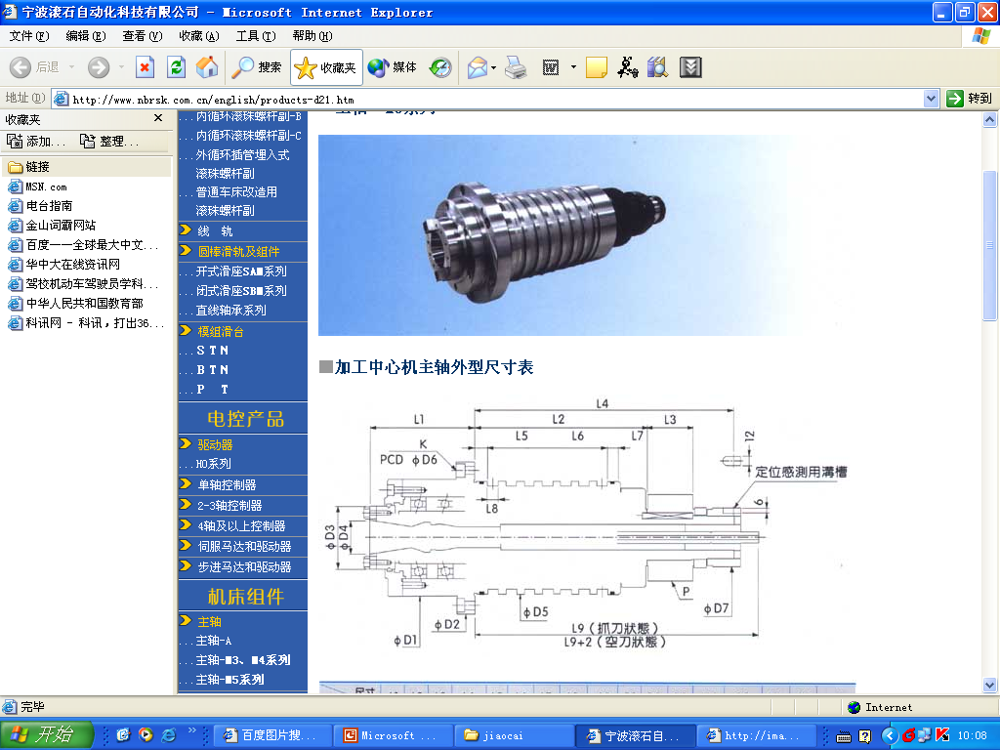 宁波滚石自动化科技有限公司 - Microsoft Internet Explorer
文件(F) 编辑(E) 查看(V) 收藏(A) 工具(T) 帮助(H)
后退 搜索 收藏夹 媒体
地址(D) http://www.nbrsk.com.cn/english/products-d21.htm 转到
收藏夹
添加... 整理...
链接
MSN.com
电台指南
金山词霸网站
百度一一全球最大中文...
华中大在线资讯网
驾校机动车驾驶员学科...
中华人民共和国教育部
科讯网 - 科讯，打出36...
...内循环滚珠螺杆副-B
...内循环滚珠螺杆副-C
...外循环插管埋入式
滚珠螺杆副
...普通车床改造用
滚珠螺杆副
线 轨
圆棒滑轨及组件
...开式滑座SAM系列
...闭式滑座SBM系列
...直线轴承系列
模组滑台
...S T N
...B T N
...P T
电控产品
驱动器
...HO系列
单轴控制器
2-3轴控制器
4轴及以上控制器
伺服马达和驱动器
步进马达和驱动器
机床组件
主轴
...主轴-A
...主轴-M3、M4系列
...主轴-M5系列
加工中心机主轴外型尺寸表
L4
L1 L2 L3
L5 L6 L7
12
K
PCD φD6
定位感測用溝槽
L8
6
φD3
φD4
P
φD7
φD5
φD2
φD1
L9（抓刀狀態）
L9+2（空刀狀態）
尺寸
完毕 Internet
开始 百度图片搜... Microsoft ... jiaocai 宁波滚石自... http://ima... 10:08